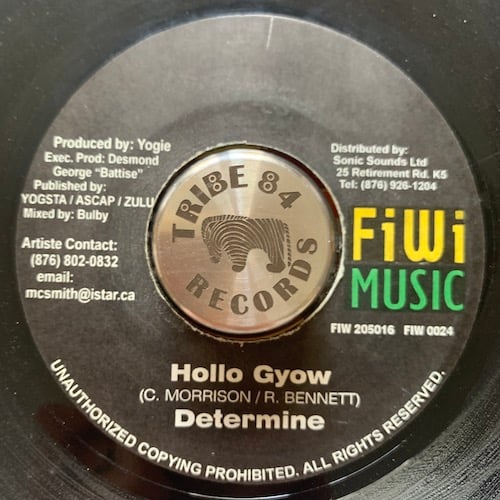 Produced by: Yogie
Exec. Prod: Desmond
George "Battise"
Published by:
YOGSTA / ASCAP / ZULU
Mixed by: Bulby
Artiste Contact:
(876) 802-0832
email:
mcsmith@istar.ca
TRIBE 84
RECORDS
Distributed by:
Sonic Sounds Ltd
25 Retirement Rd. K5
Tel: (876) 926-1204
FiWi
MUSIC
FIW 205016 FIW 0024
Hollo Gyow
(C. MORRISON / R. BENNETT)
Determine
UNAUTHORIZED COPYING PROHIBITED. ALL RIGHTS RESERVED.